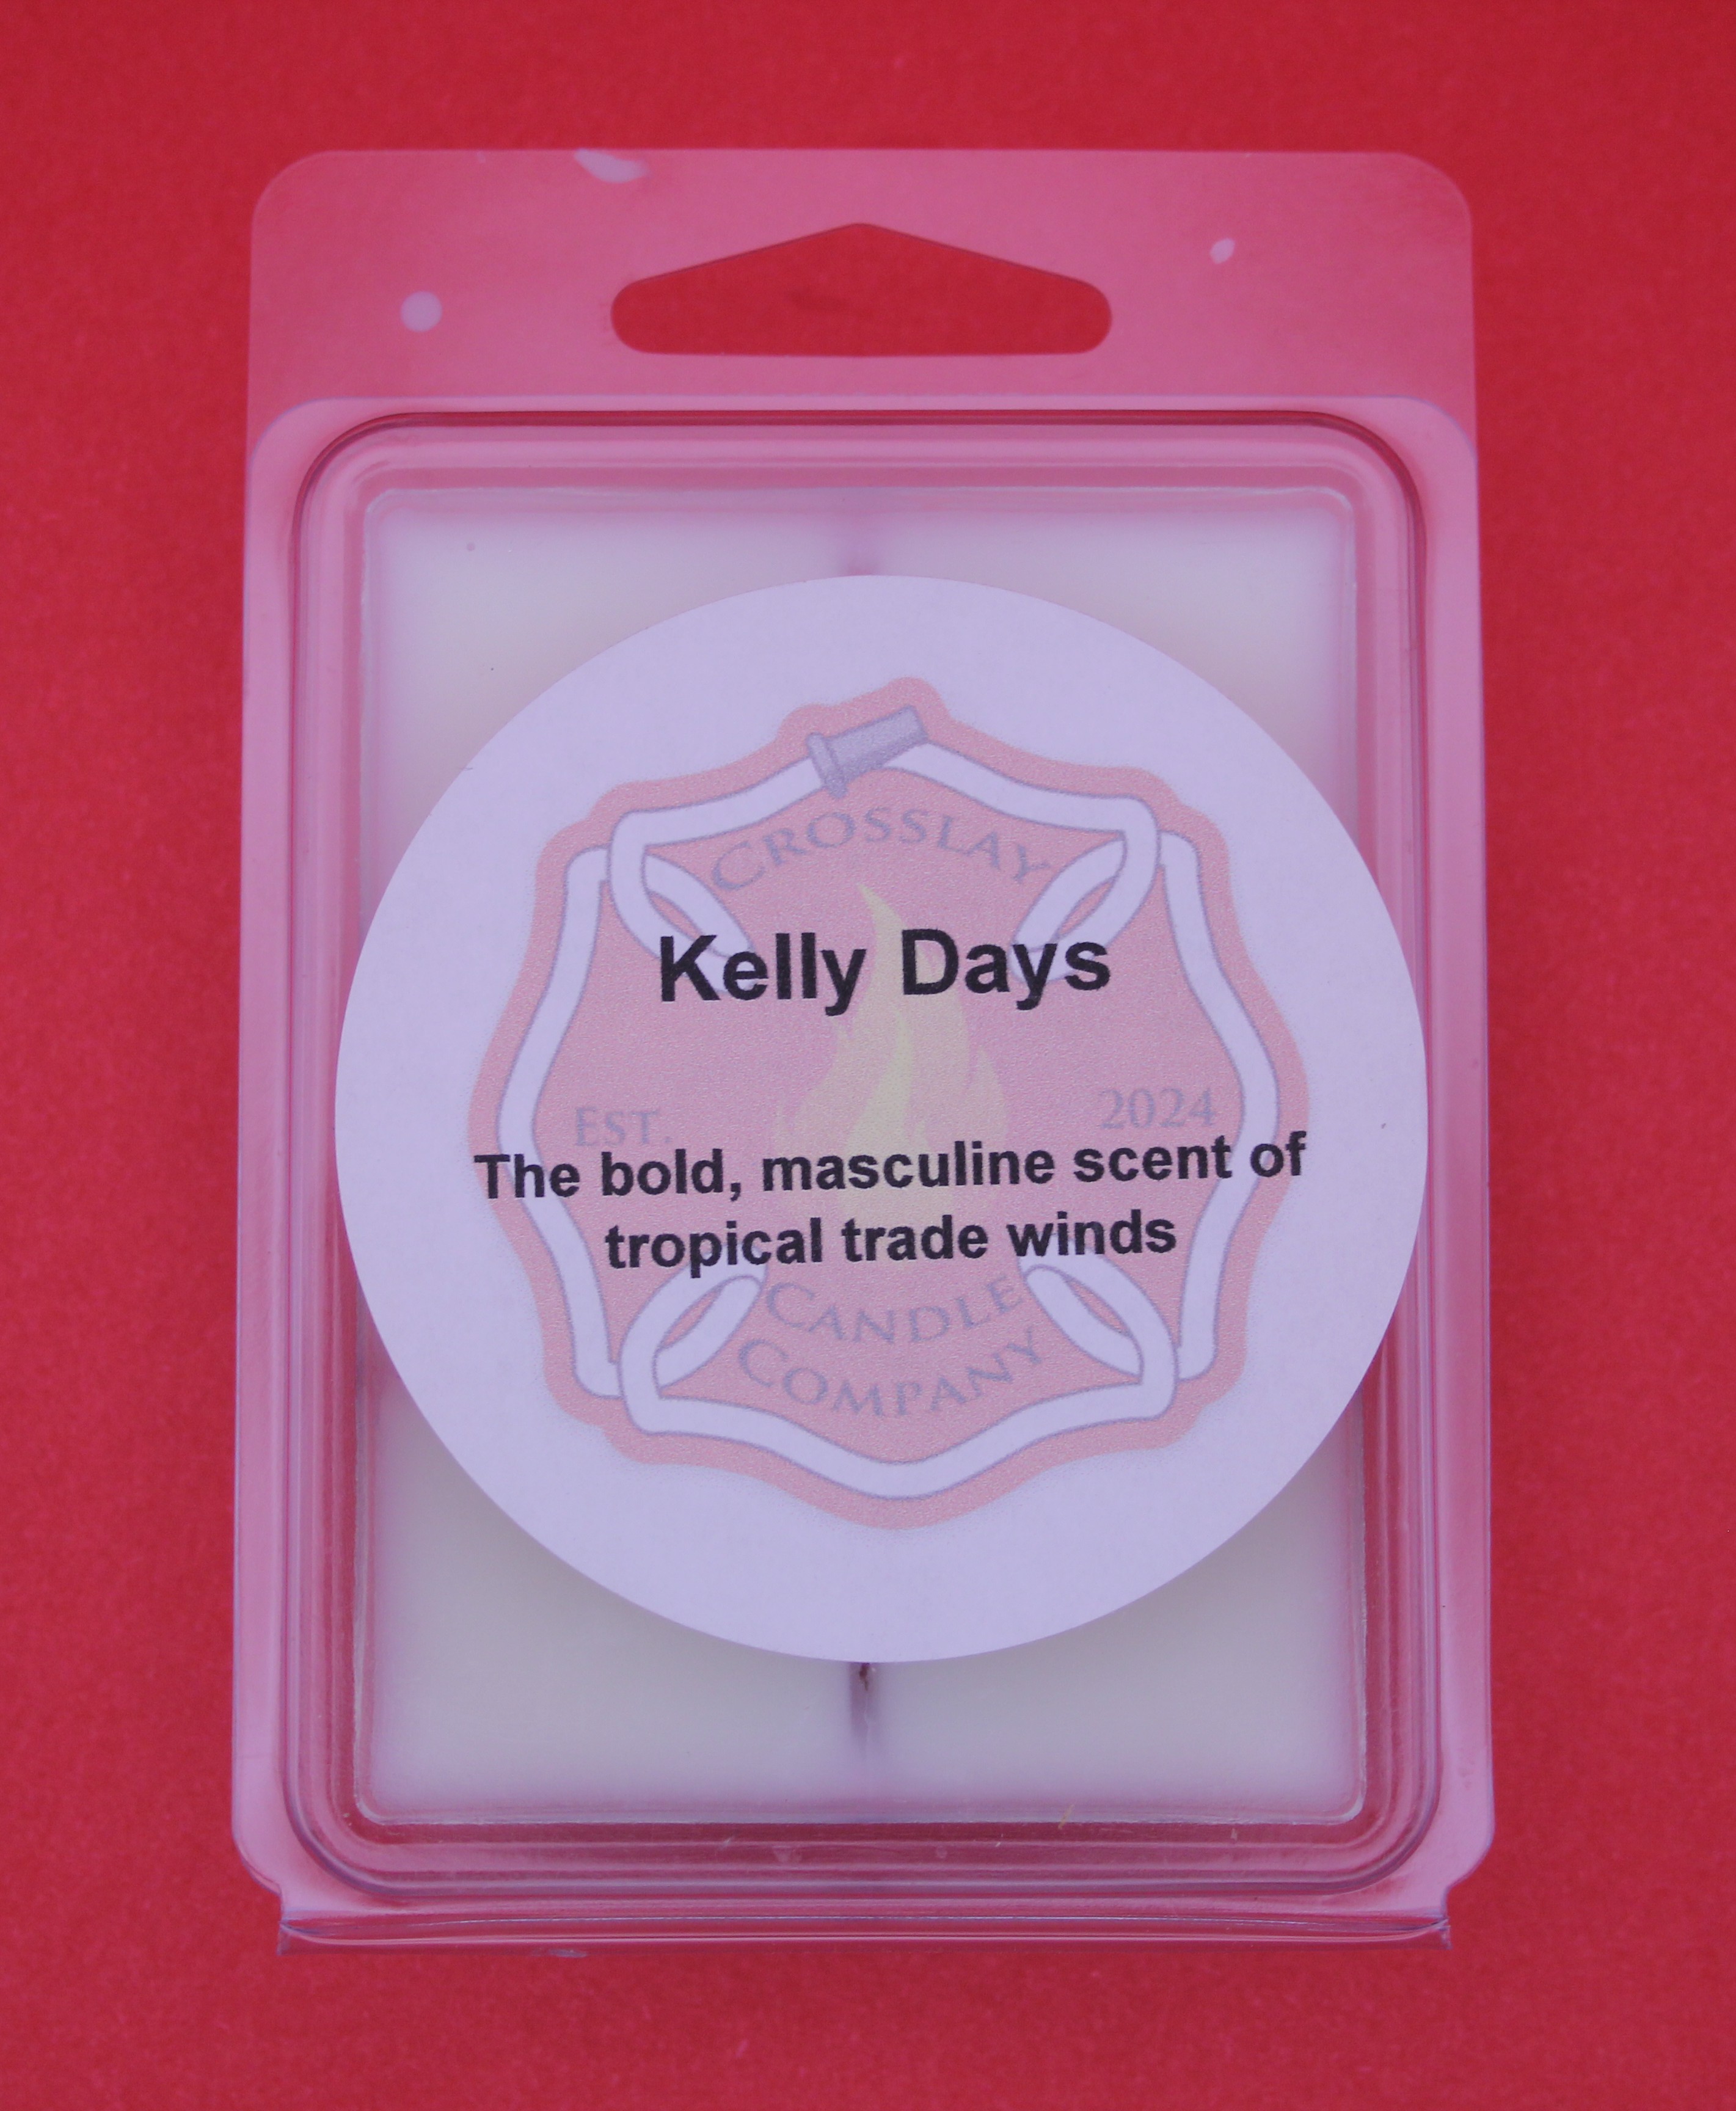 CROSSLAY
Kelly Days
EST. 2024
The bold, masculine scent of
tropical trade winds
CANDLE
COMPANY